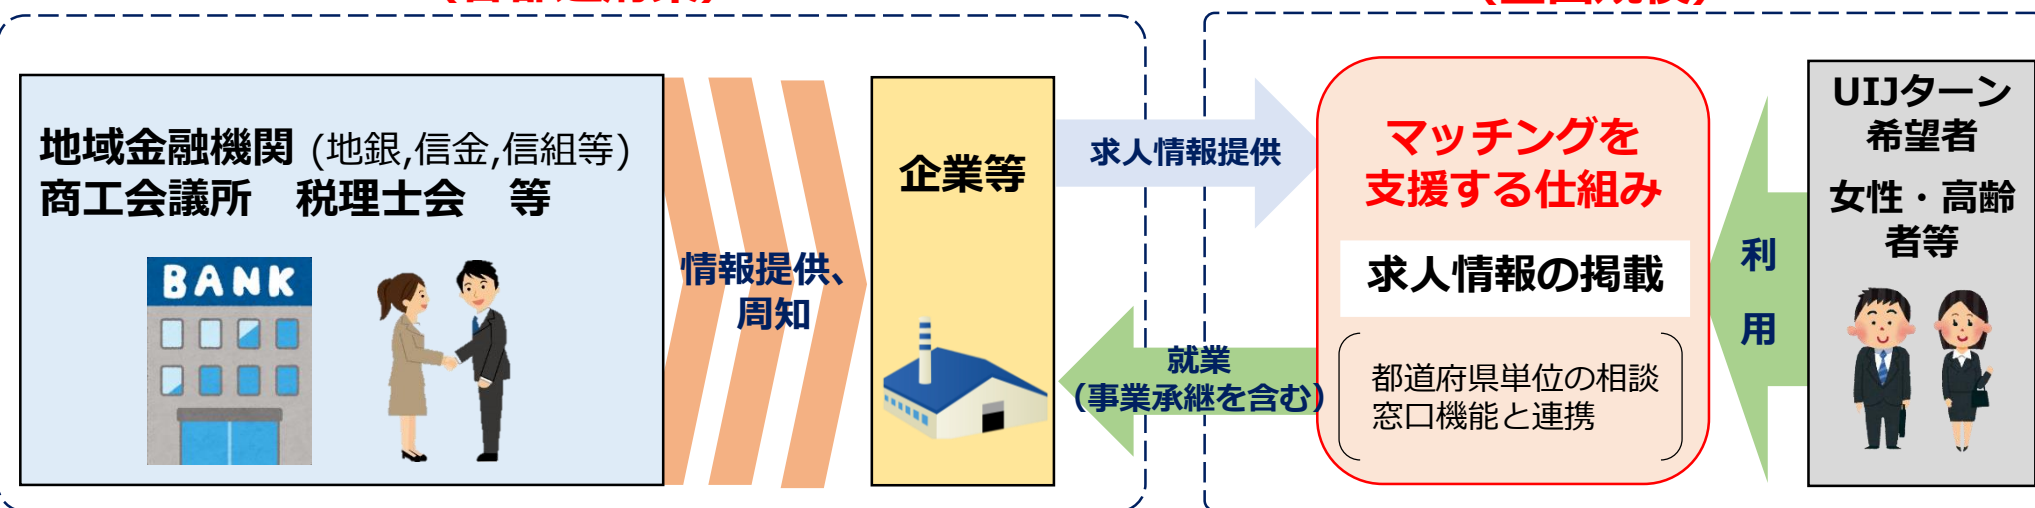 地域金融機関 (地銀,信金,信組等)
商工会議所　税理士会　等
BANK
情報提供、
周知
企業等
求人情報提供
就業
（事業承継を含む）
マッチングを
支援する仕組み
求人情報の掲載
都道府県単位の相談
窓口機能と連携
利
用
UIJターン
希望者
女性・高齢
者等